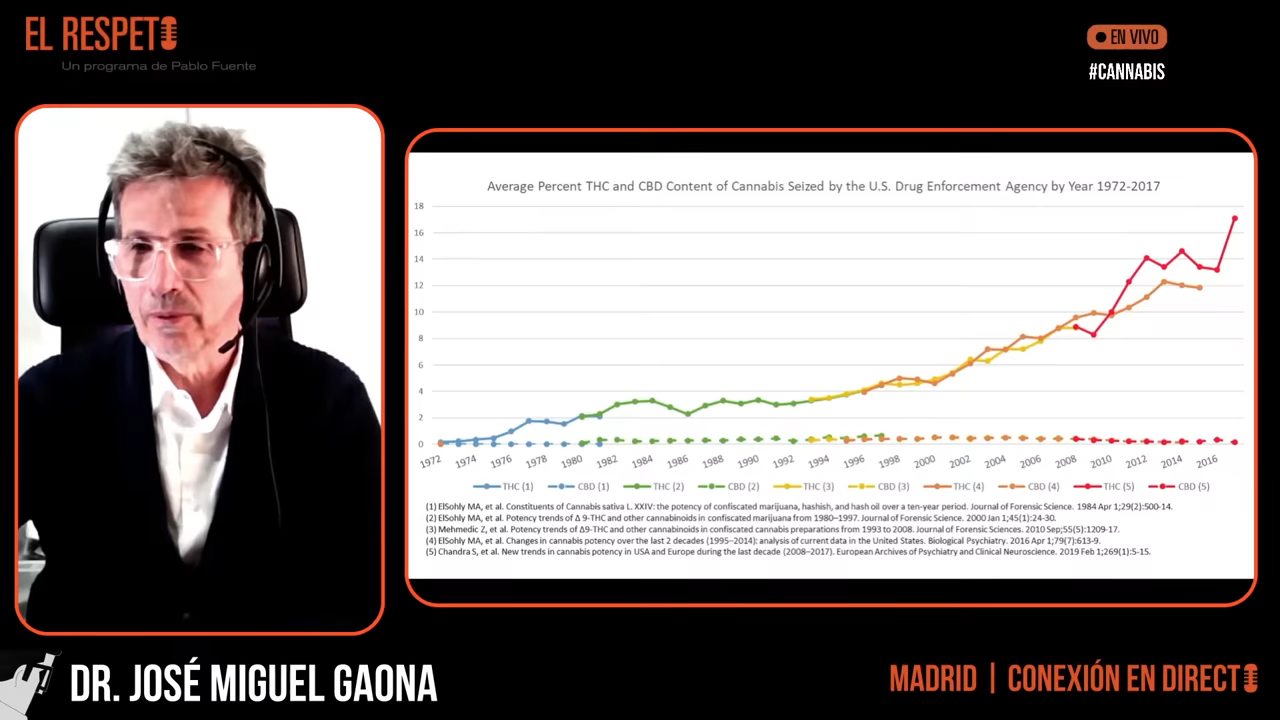 EL RESPETO
Un programa de Pablo Fuente
EN VIVO
#CANNABIS
Average Percent THC and CBD Content of Cannabis Seized by the U.S. Drug Enforcement Agency by Year 1972-2017
18
16
14
12
10
8
6
4
2
0
1972 1974 1976 1978 1980 1982 1984 1986 1988 1990 1992 1994 1996 1998 2000 2002 2004 2006 2008 2010 2012 2014 2016
THC (1) CBD (1) THC (2) CBD (2) THC (3) CBD (3) THC (4) CBD (4) THC (5) CBD (5)
(1) ElSohly MA, et al. Constituents of Cannabis sativa L. XXIV: the potency of confiscated marijuana, hashish, and hash oil over a ten-year period. Journal of Forensic Science. 1984 Apr 1;29(2):500-14.
(2) ElSohly MA, et al. Potency trends of Δ 9-THC and other cannabinoids in confiscated marijuana from 1980–1997. Journal of Forensic Science. 2000 Jan 1;45(1):24-30.
(3) Mehmedic Z, et al. Potency trends of Δ9-THC and other cannabinoids in confiscated cannabis preparations from 1993 to 2008. Journal of Forensic Sciences. 2010 Sep;55(5):1209-17.
(4) ElSohly MA, et al. Changes in cannabis potency over the last 2 decades (1995–2014): analysis of current data in the United States. Biological Psychiatry. 2016 Apr 1;79(7):613-9.
(5) Chandra S, et al. New trends in cannabis potency in USA and Europe during the last decade (2008–2017). European Archives of Psychiatry and Clinical Neuroscience. 2019 Feb 1;269(1):5-15.
DR. JOSÉ MIGUEL GAONA
MADRID | CONEXIÓN EN DIRECTO